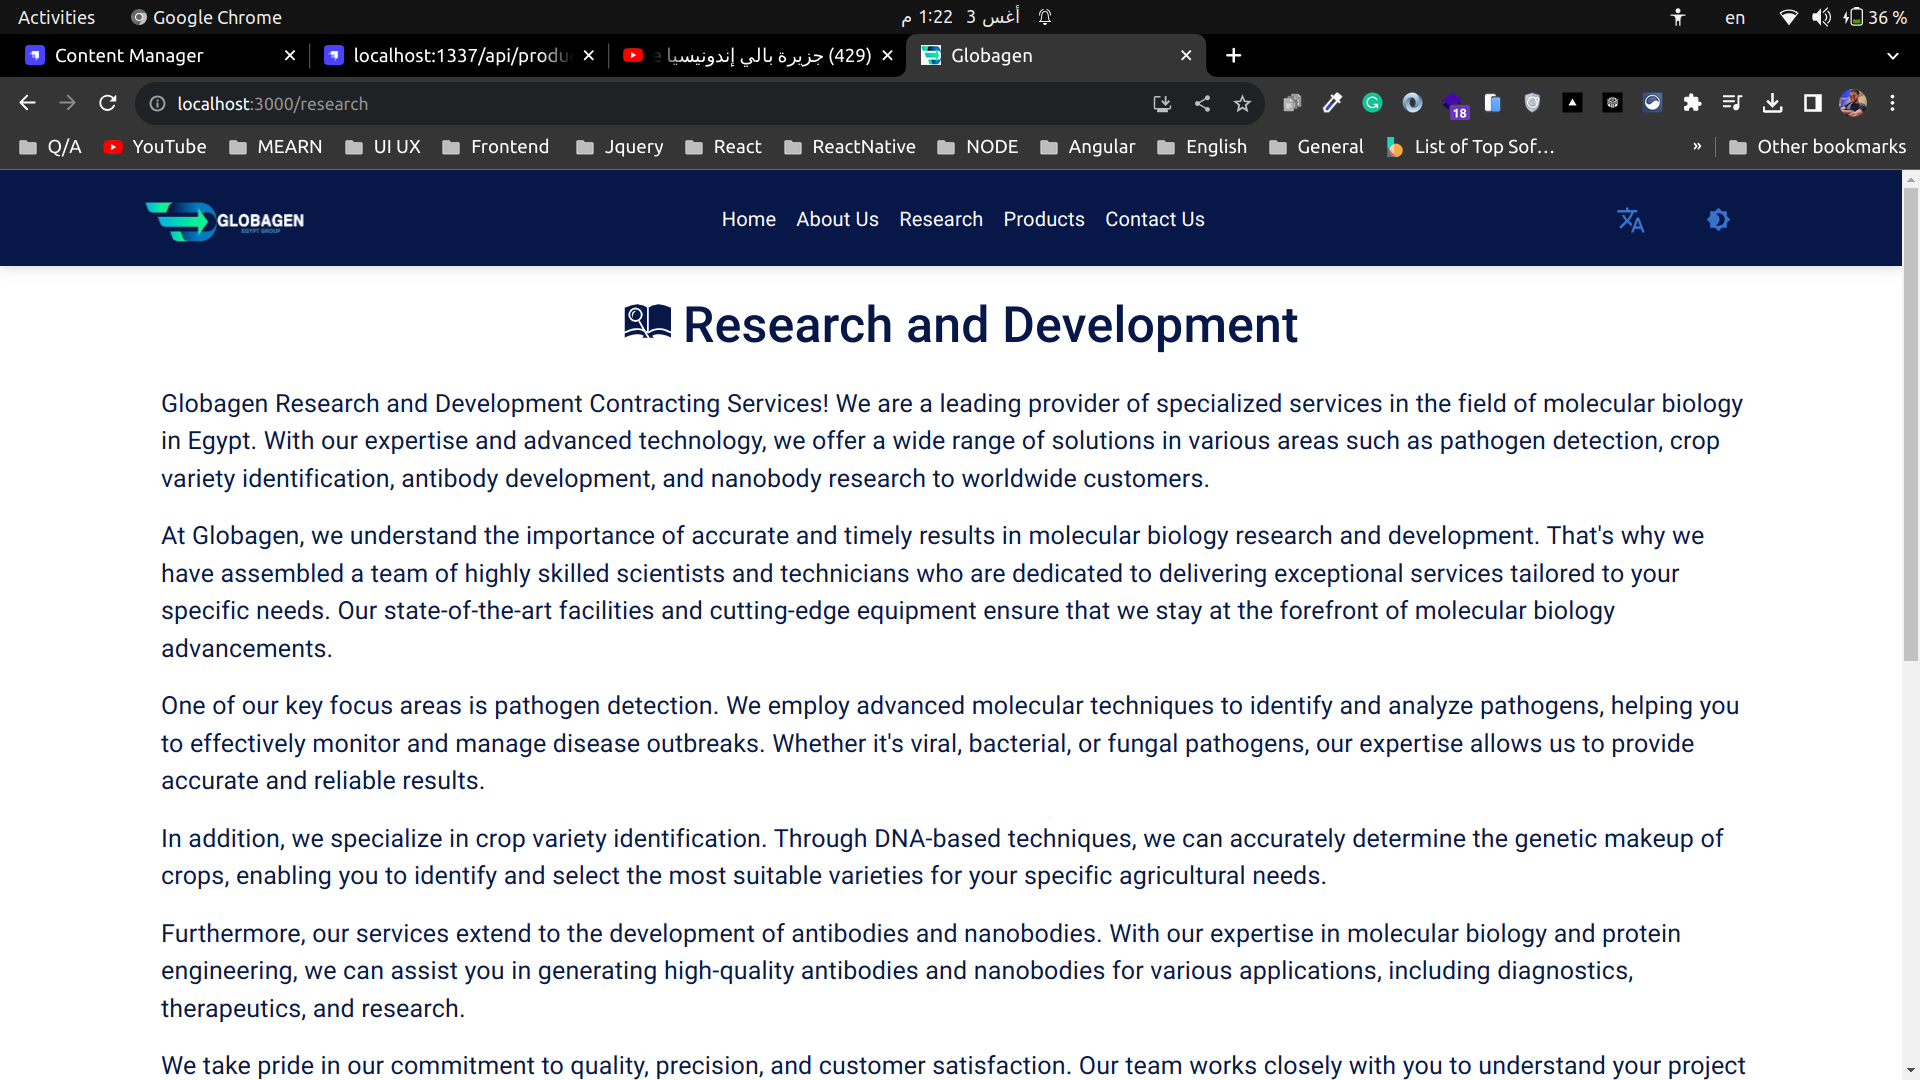 Activities Google Chrome أغس 3 1:22 م en 36 %
Content Manager localhost:1337/api/produ (429) جزيرة بالي إندونيسيا Globagen
localhost:3000/research 18
Q/A YouTube MEARN UI UX Frontend Jquery React ReactNative NODE Angular English General List of Top Sof… » Other bookmarks
GLOBAGEN
EGYPT GROUP
Home About Us Research Products Contact Us
Research and Development
Globagen Research and Development Contracting Services! We are a leading provider of specialized services in the field of molecular biology
in Egypt. With our expertise and advanced technology, we offer a wide range of solutions in various areas such as pathogen detection, crop
variety identification, antibody development, and nanobody research to worldwide customers.
At Globagen, we understand the importance of accurate and timely results in molecular biology research and development. That's why we
have assembled a team of highly skilled scientists and technicians who are dedicated to delivering exceptional services tailored to your
specific needs. Our state-of-the-art facilities and cutting-edge equipment ensure that we stay at the forefront of molecular biology
advancements.
One of our key focus areas is pathogen detection. We employ advanced molecular techniques to identify and analyze pathogens, helping you
to effectively monitor and manage disease outbreaks. Whether it's viral, bacterial, or fungal pathogens, our expertise allows us to provide
accurate and reliable results.
In addition, we specialize in crop variety identification. Through DNA-based techniques, we can accurately determine the genetic makeup of
crops, enabling you to identify and select the most suitable varieties for your specific agricultural needs.
Furthermore, our services extend to the development of antibodies and nanobodies. With our expertise in molecular biology and protein
engineering, we can assist you in generating high-quality antibodies and nanobodies for various applications, including diagnostics,
therapeutics, and research.
We take pride in our commitment to quality, precision, and customer satisfaction. Our team works closely with you to understand your project